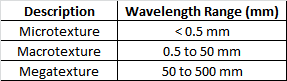 Description Wavelength Range (mm)
Microtexture < 0.5 mm
Macrotexture 0.5 to 50 mm
Megatexture 50 to 500 mm